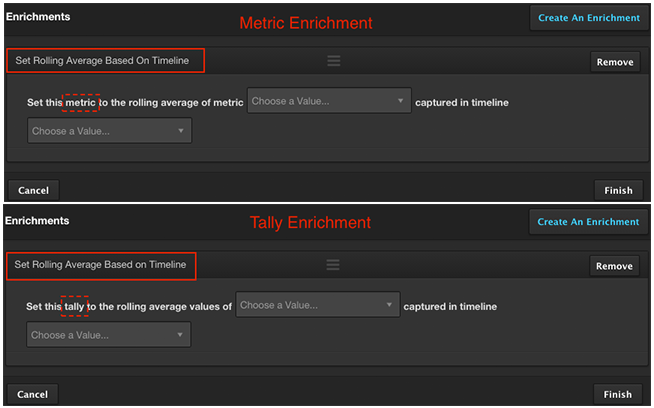 Enrichments
Metric Enrichment
Create An Enrichment
Set Rolling Average Based On Timeline
Remove
Set this metric to the rolling average of metric Choose a Value... captured in timeline
Choose a Value...
Cancel
Finish
Enrichments
Tally Enrichment
Create An Enrichment
Set Rolling Average Based on Timeline
Remove
Set this tally to the rolling average values of Choose a Value... captured in timeline
Choose a Value...
Cancel
Finish